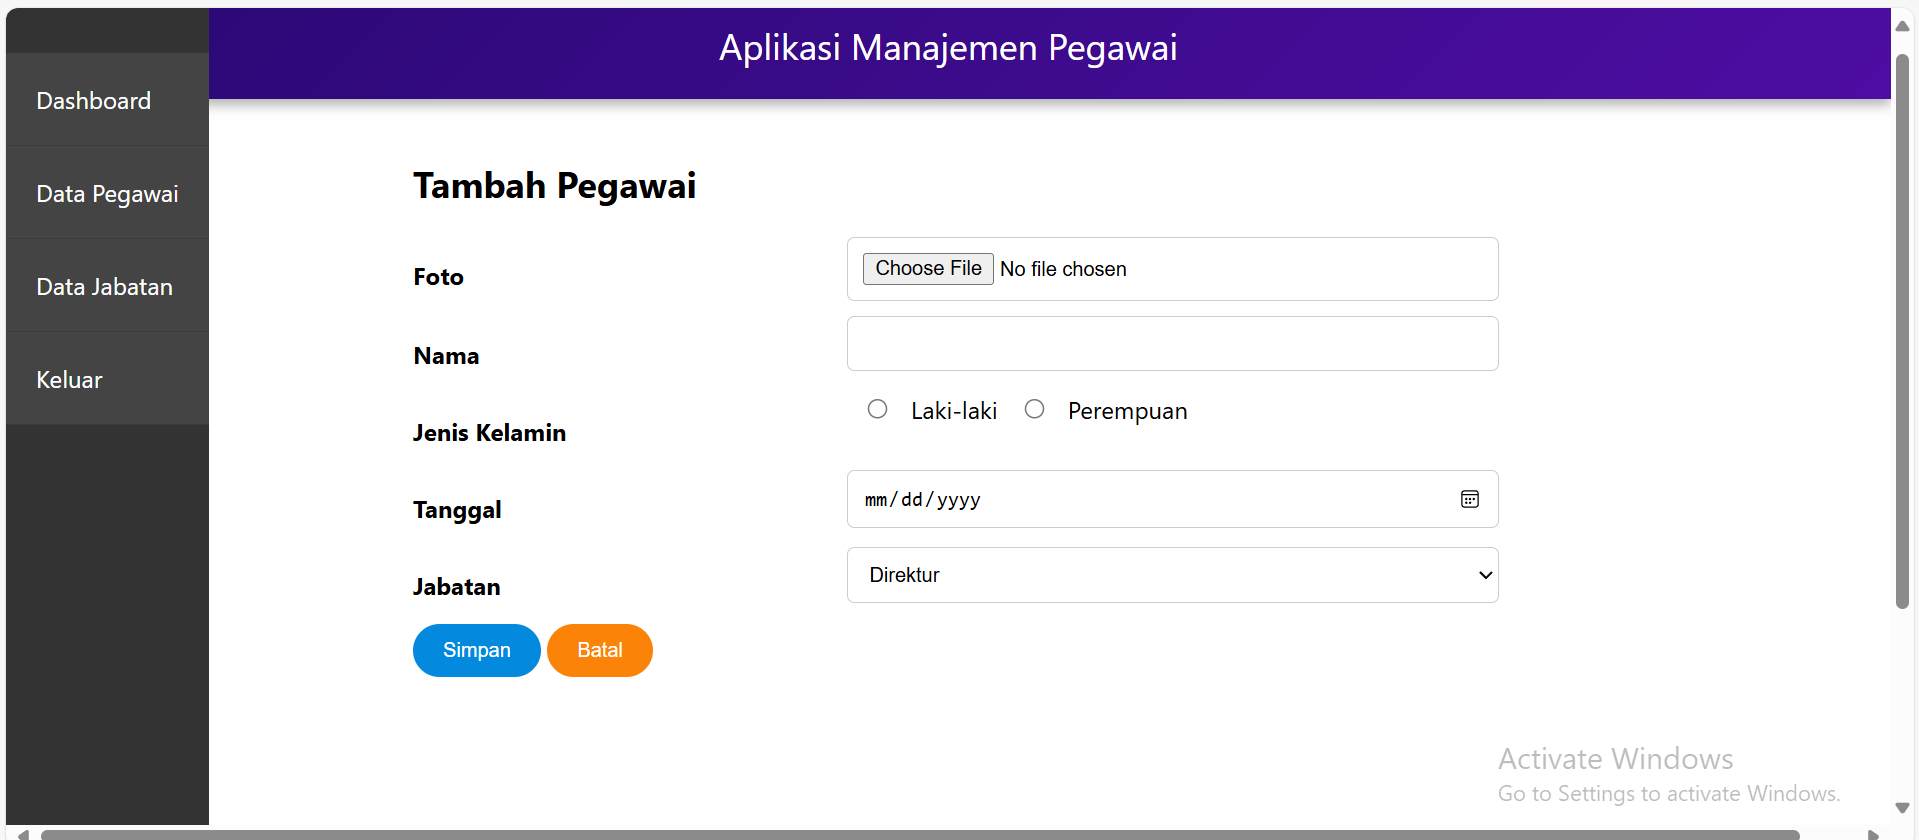 Aplikasi Manajemen Pegawai
Dashboard
Data Pegawai
Data Jabatan
Keluar
Tambah Pegawai
Foto
Choose File No file chosen
Nama
Jenis Kelamin
Laki-laki Perempuan
Tanggal
mm/dd/yyyy
Jabatan
Direktur
Simpan Batal
Activate Windows
Go to Settings to activate Windows.